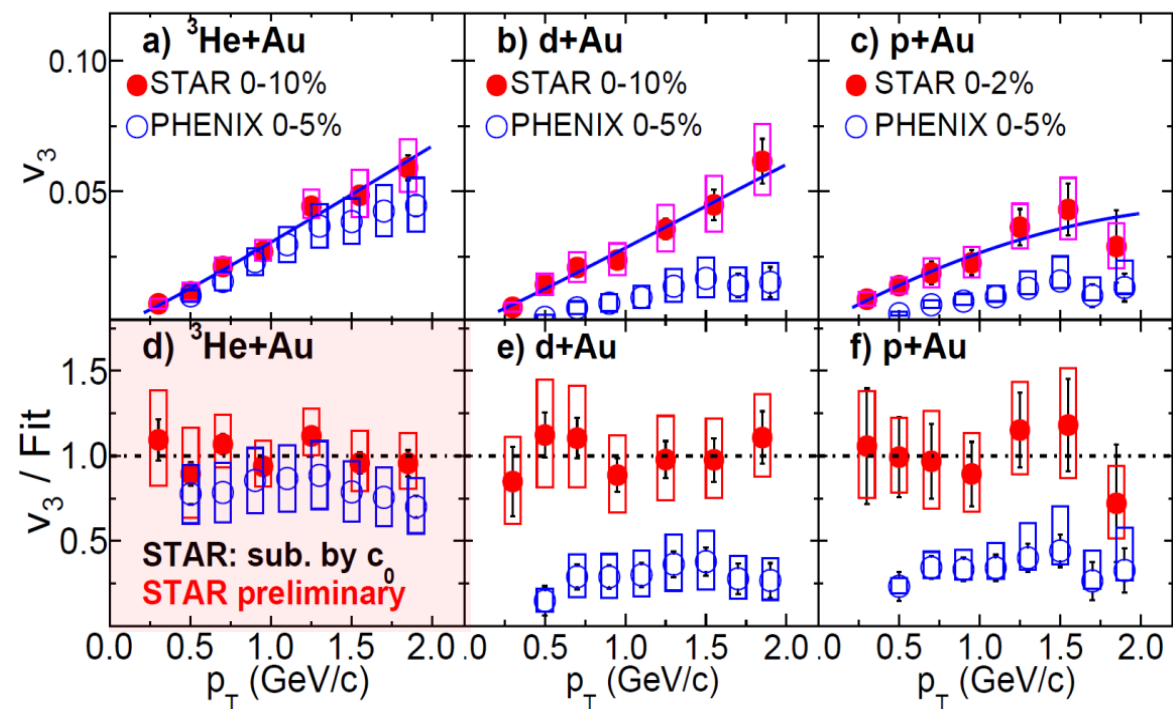 a) ³He+Au
STAR 0-10%
PHENIX 0-5%
b) d+Au
STAR 0-10%
PHENIX 0-5%
c) p+Au
STAR 0-2%
PHENIX 0-5%
0.10
0.05
v₃
d) ³He+Au
e) d+Au
f) p+Au
1.5
1.0
0.5
v₃ / Fit
STAR: sub. by c₀
STAR preliminary
0.0 0.5 1.0 1.5 2.0
.0 0.5 1.0 1.5 2.0
.0 0.5 1.0 1.5 2.0
p_T (GeV/c)
p_T (GeV/c)
p_T (GeV/c)